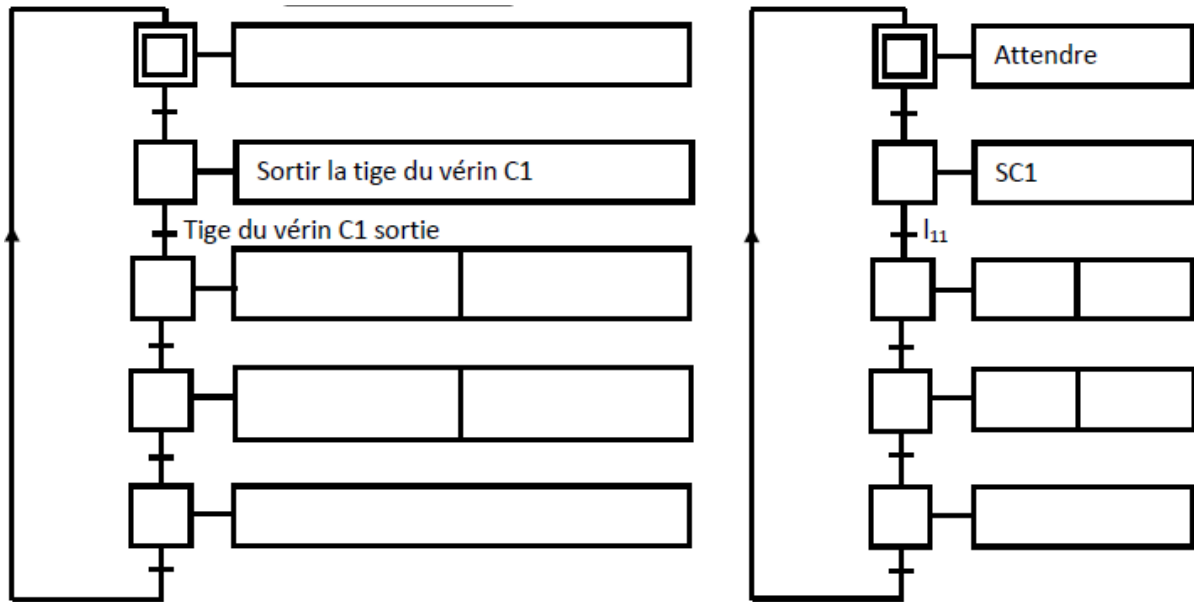 Attendre
Sortir la tige du vérin C1
SC1
Tige du vérin C1 sortie
I₁₁